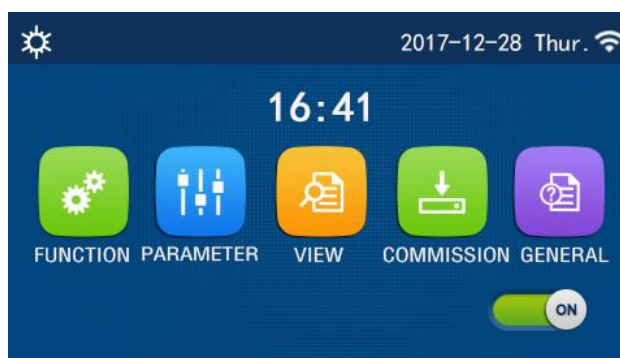 2017-12-28 Thur.
16:41
FUNCTION PARAMETER VIEW COMMISSION GENERAL
ON